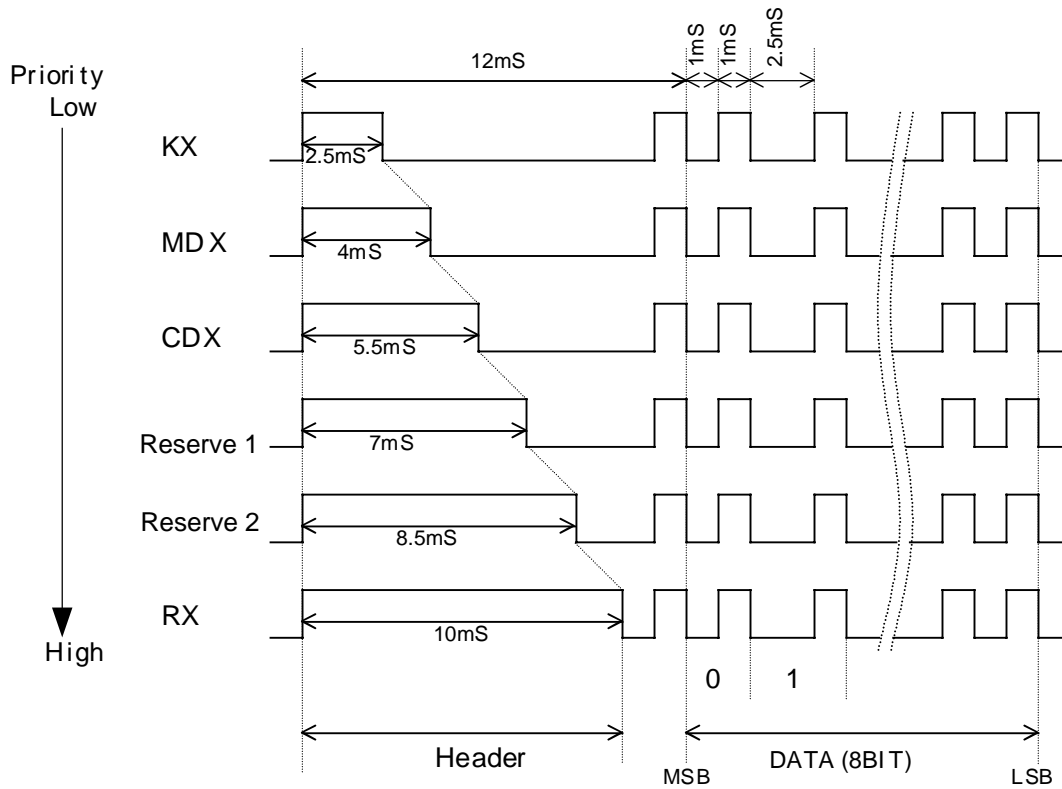 1mS 1mS 2.5mS
12mS
Priority
Low
KX
2.5mS
MDX
4mS
CDX
5.5mS
Reserve 1
7mS
Reserve 2
8.5mS
RX
10mS
High
0 1
Header
DATA (8BIT)
MSB
LSB